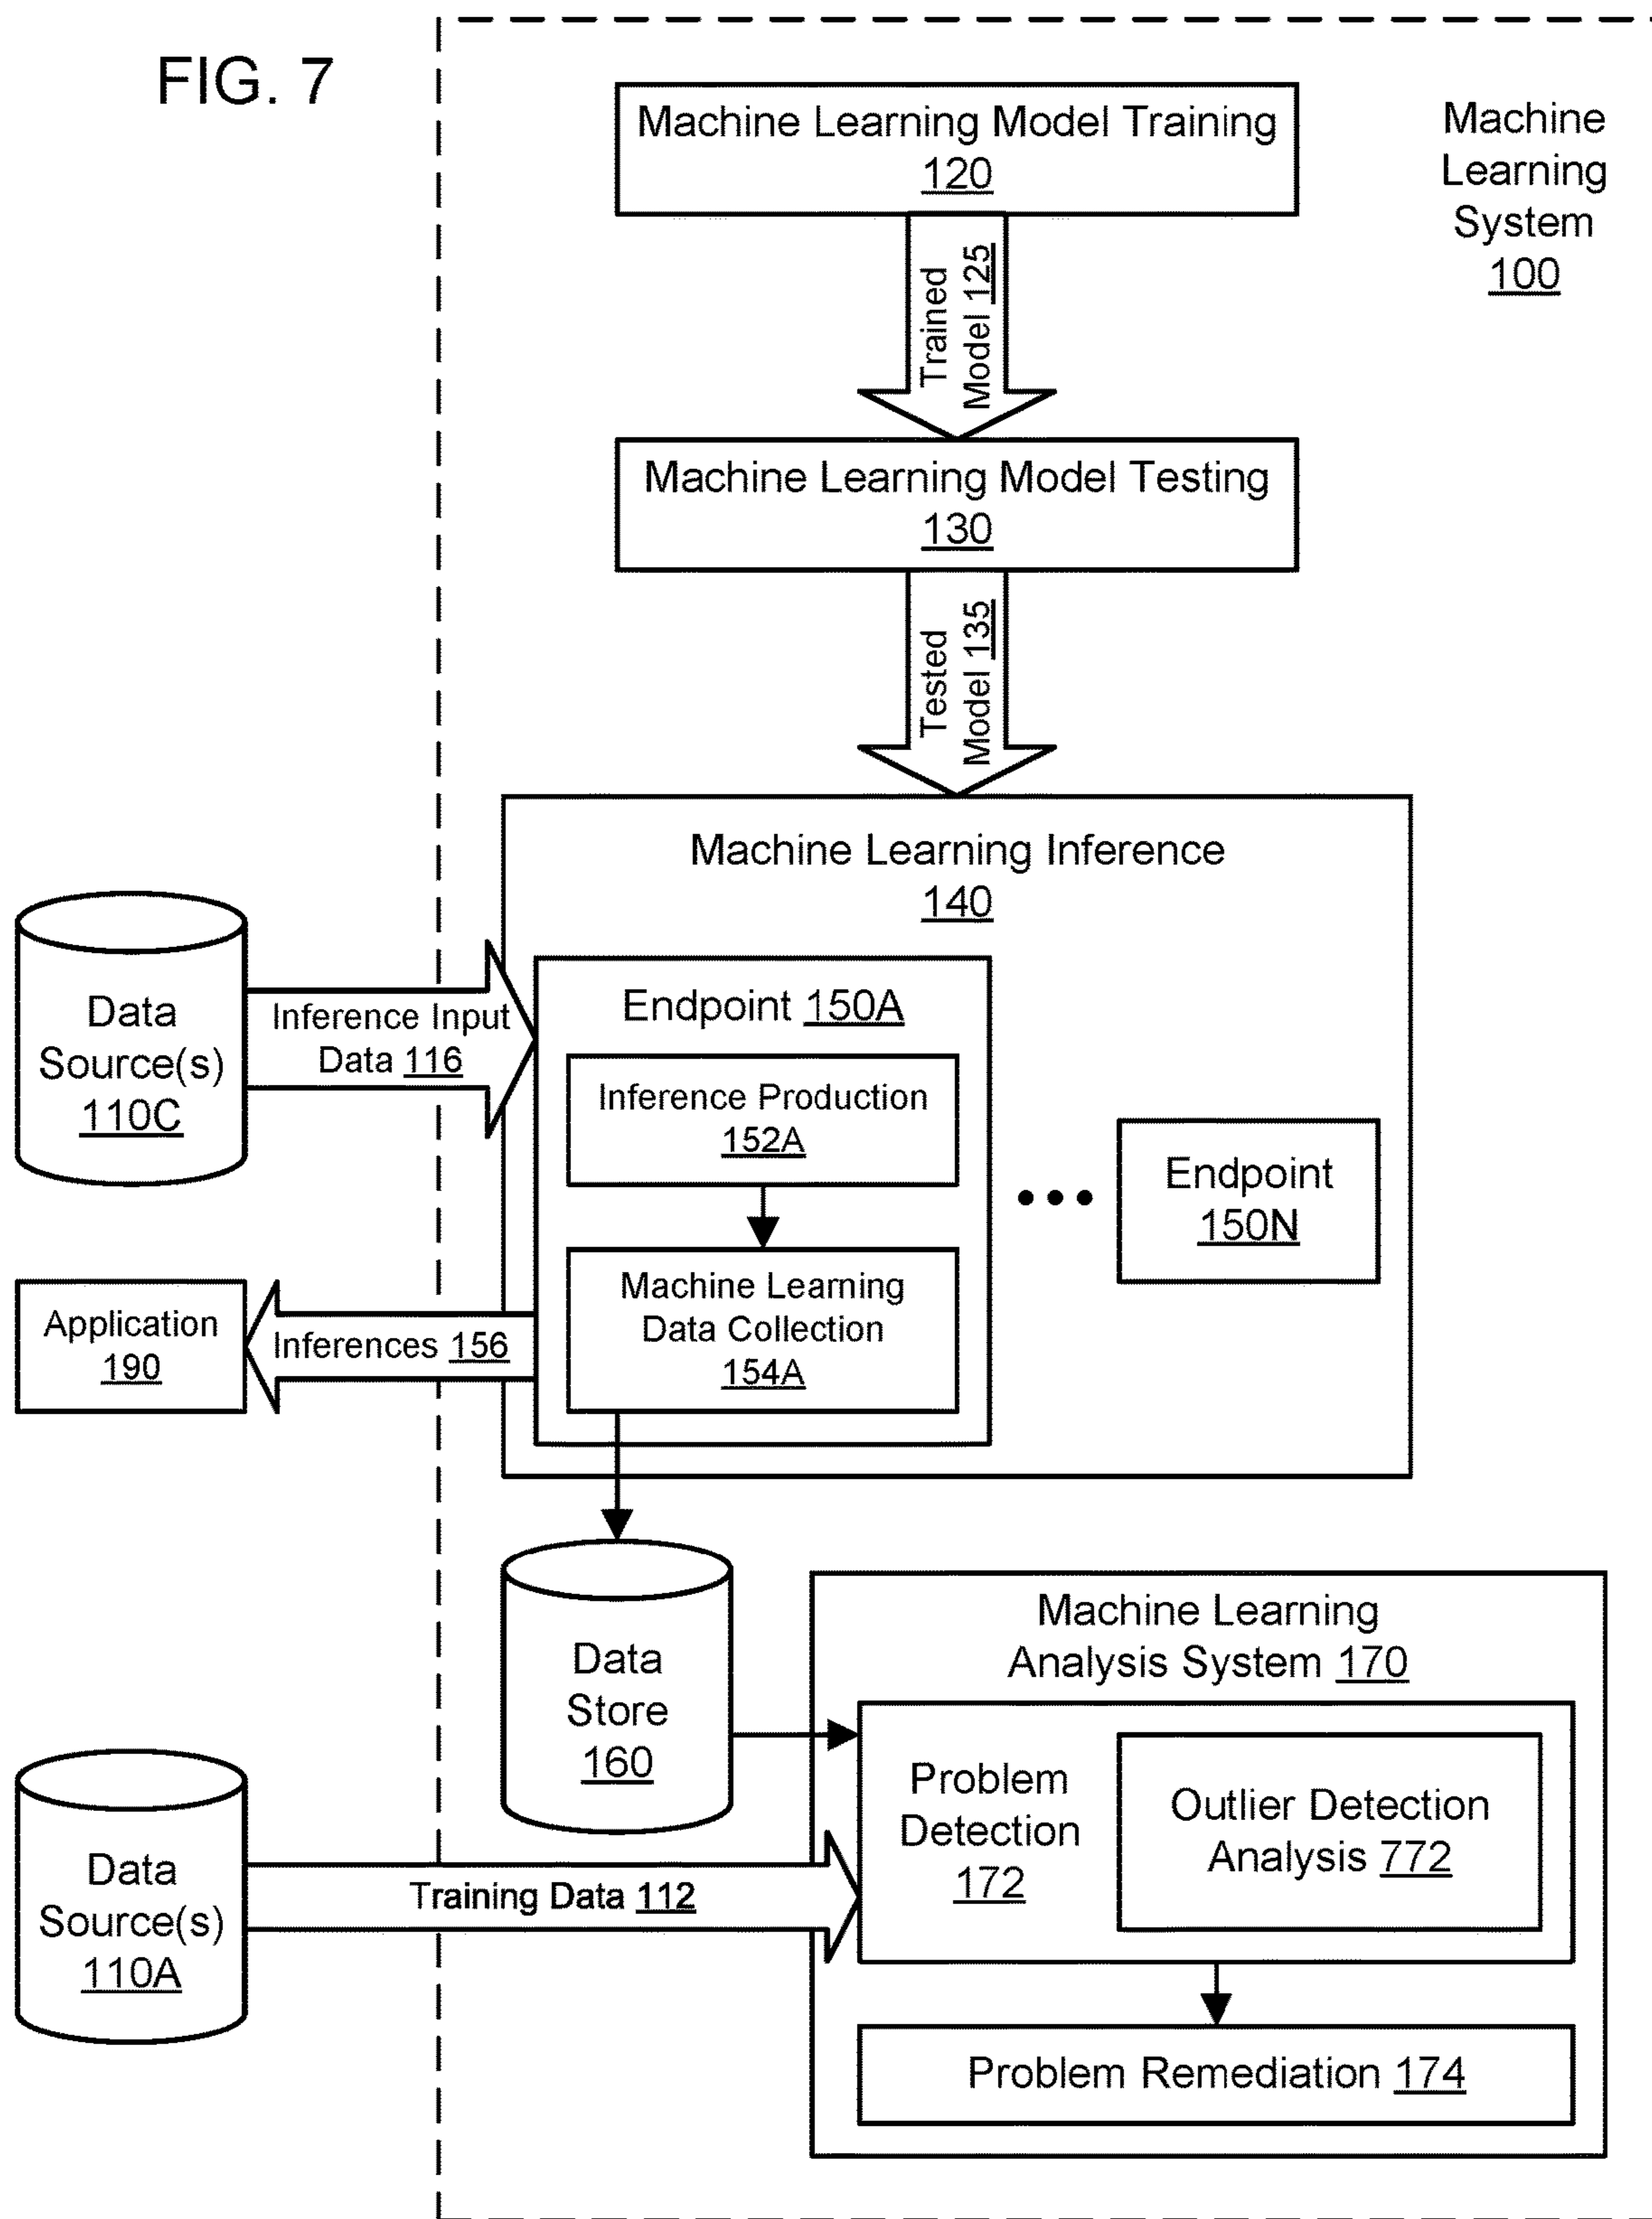 FIG. 7
Machine Learning Model Training
120
Machine
Learning
System
100
Trained
Model 125
Machine Learning Model Testing
130
Tested
Model 135
Machine Learning Inference
140
Data
Source(s)
110C
Inference Input
Data 116
Endpoint 150A
Inference Production
152A
Endpoint
150N
Machine Learning
Data Collection
154A
Application
190
Inferences 156
Data
Store
160
Machine Learning
Analysis System 170
Problem
Detection
172
Outlier Detection
Analysis 772
Data
Source(s)
110A
Training Data 112
Problem Remediation 174